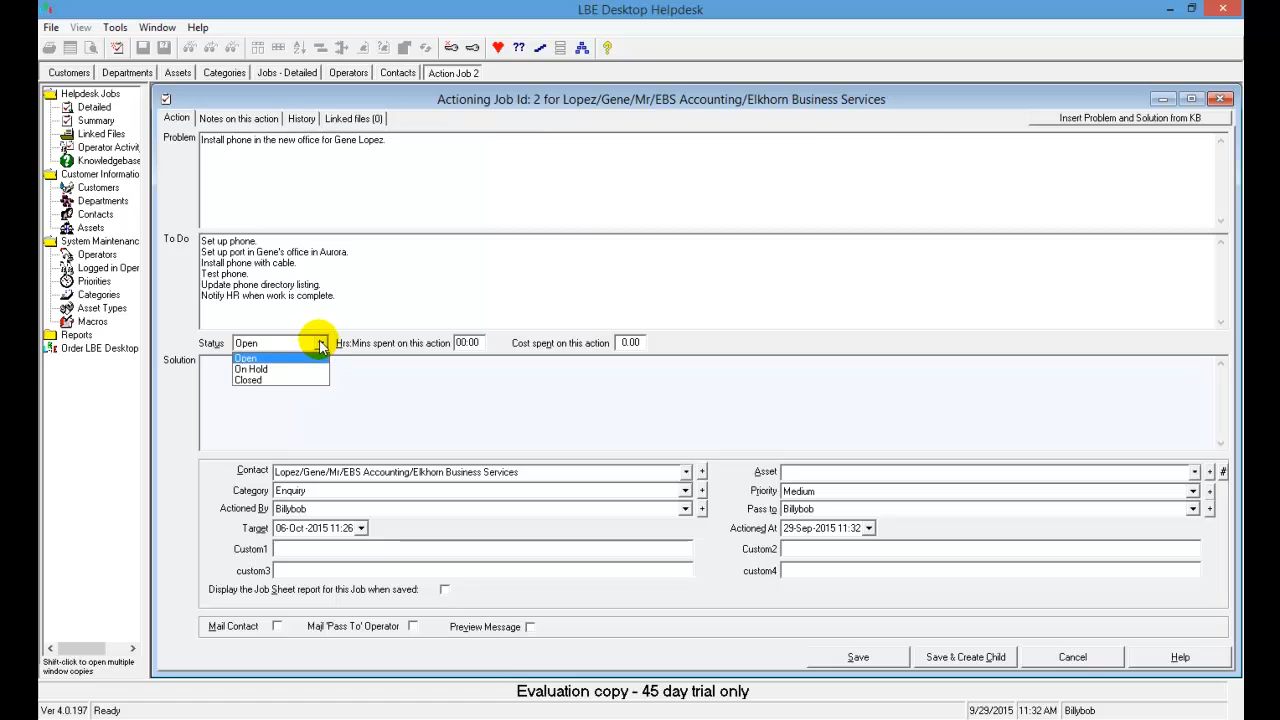 LBE Desktop Helpdesk
File View Tools Window Help
Customers Departments Assets Categories Jobs - Detailed Operators Contacts Action Job 2
Helpdesk Jobs
Detailed
Summary
Linked Files
Operator Activit
Knowledgebase
Customer Informatio
Customers
Departments
Contacts
Assets
System Maintenanc
Operators
Logged in Oper
Priorities
Categories
Asset Types
Macros
Reports
Order LBE Desktop
Shift-click to open multiple
window copies
Actioning Job Id: 2 for Lopez/Gene/Mr/EBS Accounting/Elkhorn Business Services
Action Notes on this action History Linked files (0) Insert Problem and Solution from KB
Problem Install phone in the new office for Gene Lopez.
To Do Set up phone.
Set up port in Gene's office in Aurora.
Install phone with cable.
Test phone.
Update phone directory listing.
Notify HR when work is complete.
Status Open Hrs:Mins spent on this action 00:00 Cost spent on this action 0.00
Open
On Hold
Closed
Solution
Contact Lopez/Gene/Mr/EBS Accounting/Elkhorn Business Services + Asset + #
Category Enquiry + Priority Medium +
Actioned By Billybob + Pass to Billybob +
Target 06-Oct-2015 11:26 Actioned At 29-Sep-2015 11:32
Custom1 Custom2
custom3 custom4
Display the Job Sheet report for this Job when saved:
Mail Contact Mail 'Pass To' Operator Preview Message
Save Save & Create Child Cancel Help
Evaluation copy - 45 day trial only
Ver 4.0.197 Ready 9/29/2015 11:32 AM Billybob